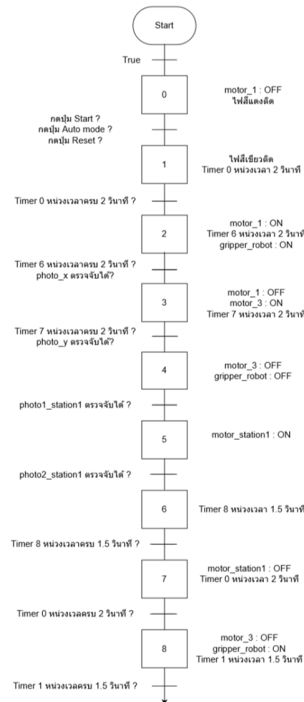 Start
True
0
motor_1 : OFF
ไฟสีแดงติด
กดปุ่ม Start ?
กดปุ่ม Auto mode ?
กดปุ่ม Reset ?
1
ไฟสีเขียวติด
Timer 0 หน่วงเวลา 2 วินาที
Timer 0 หน่วงเวลาครบ 2 วินาที ?
2
motor_1 : ON
Timer 6 หน่วงเวลา 2 วินาที
gripper_robot : ON
Timer 6 หน่วงเวลครบ 2 วินาที ?
photo_x ตรวจจับได้?
3
motor_1 : OFF
motor_3 : ON
Timer 7 หน่วงเวลา 2 วินาที
Timer 7 หน่วงเวลครบ 2 วินาที ?
photo_y ตรวจจับได้?
4
motor_3 : OFF
gripper_robot : OFF
photo1_station1 ตรวจจับได้ ?
5
motor_station1 : ON
photo2_station1 ตรวจจับได้ ?
6
Timer 8 หน่วงเวลา 1.5 วินาที
Timer 8 หน่วงเวลาครบ 1.5 วินาที ?
7
motor_station1 : OFF
Timer 0 หน่วงเวลา 2 วินาที
Timer 0 หน่วงเวลครบ 2 วินาที ?
8
motor_3 : OFF
gripper_robot : ON
Timer 1 หน่วงเวลา 1.5 วินาที
Timer 1 หน่วงเวลครบ 1.5 วินาที ?